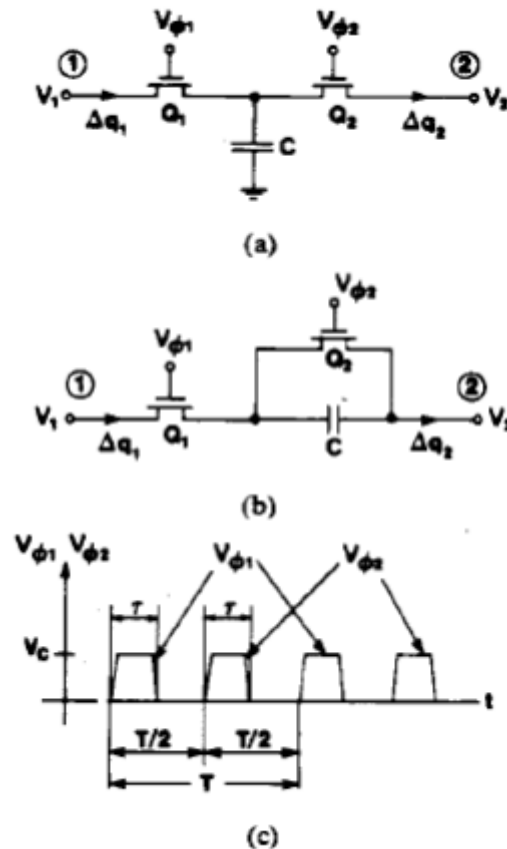 Vϕ1 Vϕ2
① ②
V₁ Δq₁ Q₁ Q₂ Δq₂ V₂
C
(a)
Vϕ2
Vϕ1
Q₂
① ②
V₁ Δq₁ Q₁ C Δq₂ V₂
(b)
Vϕ1 Vϕ2 Vϕ1 Vϕ2
τ τ
Vc
t
T/2 T/2
T
(c)